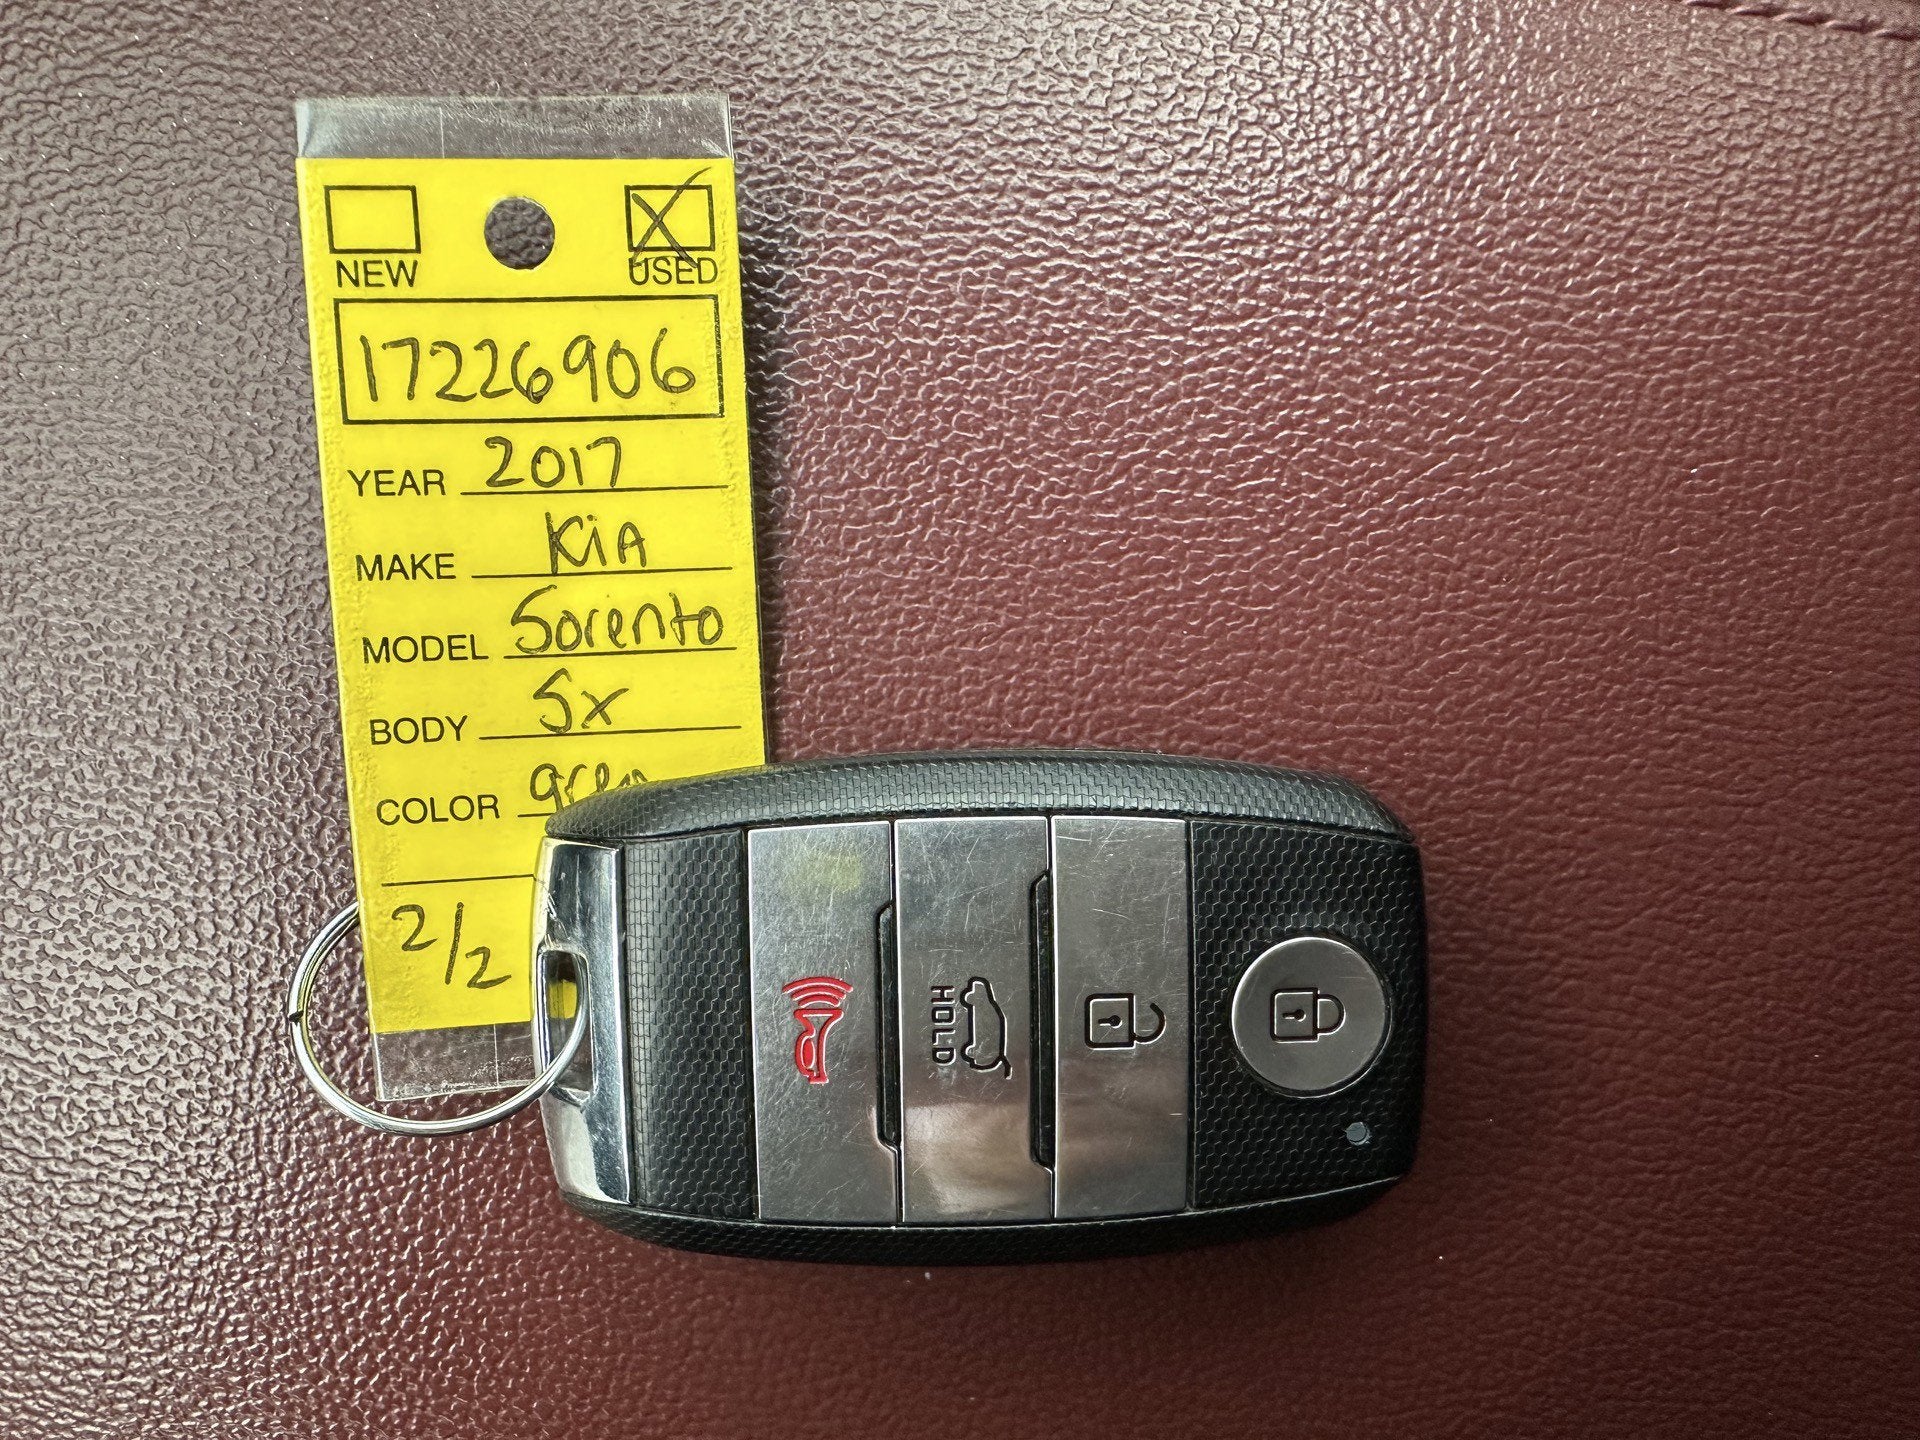 NEW USED
17226906
YEAR 2017
MAKE KiA
MODEL Sorento
BODY Sx
COLOR
2/2
HOLD